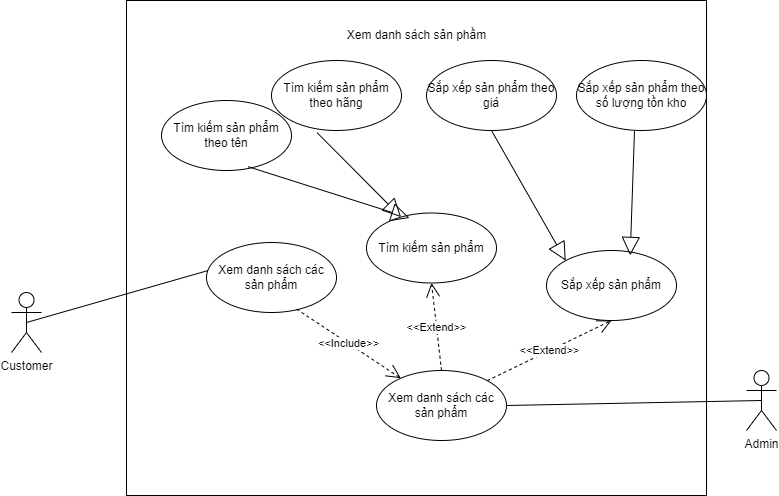 Xem danh sách sản phầm
Tìm kiếm sản phẩm
theo hãng
Sắp xếp sản phẩm theo
giá
Sắp xếp sản phẩm theo
số lượng tồn kho
Tìm kiếm sản phẩm
theo tên
Tìm kiếm sản phẩm
Xem danh sách các
sản phẩm
Sắp xếp sản phẩm
<<Extend>>
<<Include>>
<<Extend>>
Customer
Xem danh sách các
sản phẩm
Admin